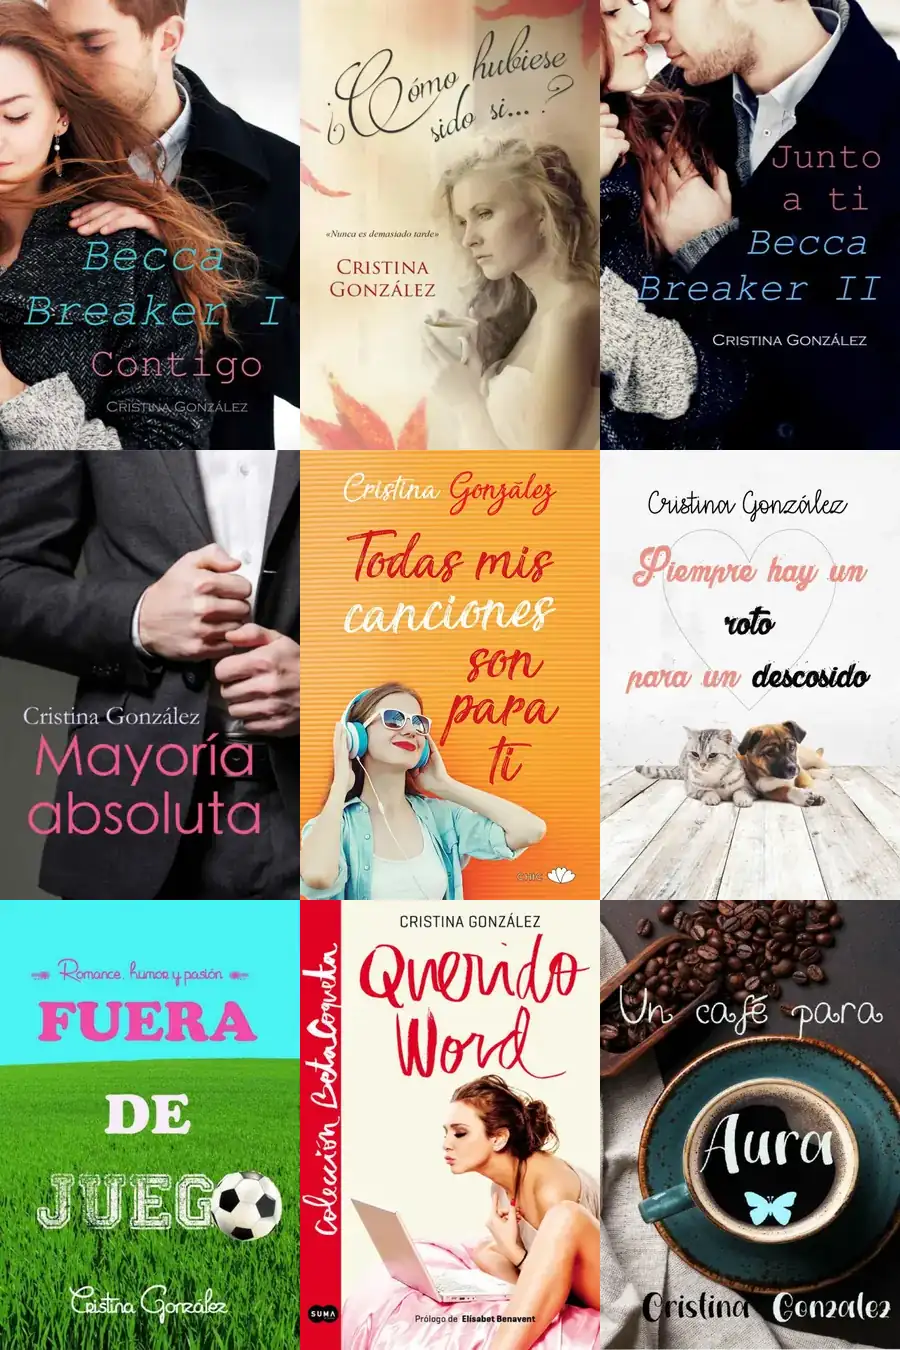 Becca
Breaker I
Contigo
CRISTINA GONZÁLEZ
¿Cómo hubiese
sido si... ?
«Nunca es demasiado tarde»
CRISTINA
GONZÁLEZ
Junto
a ti
Becca
Breaker II
CRISTINA GONZÁLEZ
Cristina González
Mayoría
absoluta
Cristina González
Todas mis
canciones
son
para
ti
CHIC
Cristina González
Siempre hay un
roto
para un descosido
Romance, humor y pasión
FUERA
DE
JUEGO
Cristina González
Colección BetaCoqueta
SUMA
CRISTINA GONZÁLEZ
Querido
Word
Prólogo de Elísabet Benavent
Un café para
Aura
Cristina Gonzalez